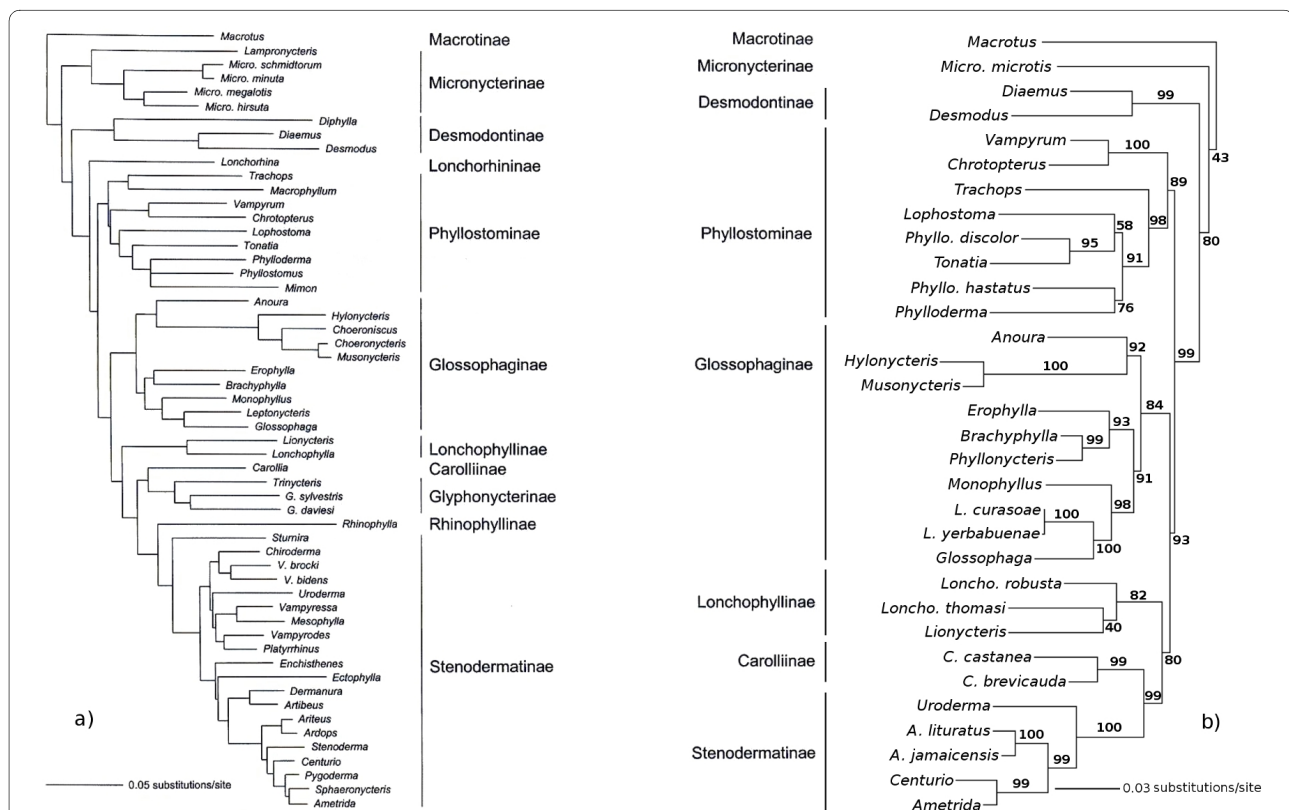 Macrotus
Lampronycteris
Micro. schmidtorum
Micro. minuta
Micro. megalotis
Micro. hirsuta
Diphylla
Diaemus
Desmodus
Lonchorhina
Trachops
Macrophyllum
Vampyrum
Chrotopterus
Lophostoma
Tonatia
Phylloderma
Phyllostomus
Mimon
Anoura
Hylonycteris
Choeroniscus
Choeronycteris
Musonycteris
Erophylla
Brachyphylla
Monophyllus
Leptonycteris
Glossophaga
Lionycteris
Lonchophylla
Carollia
Trinycteris
G. sylvestris
G. daviesi
Rhinophylla
Sturnira
Chiroderma
V. brocki
V. bidens
Uroderma
Vampyressa
Mesophylla
Vampyrodes
Platyrrhinus
Enchisthenes
Ectophylla
Dermanura
Artibeus
Ariteus
Ardops
Stenoderma
Centurio
Pygoderma
Sphaeronycteris
Ametrida
Macrotinae
Micronycterinae
Desmodontinae
Lonchorhininae
Phyllostominae
Glossophaginae
Lonchophyllinae
Carolliinae
Glyphonycterinae
Rhinophyllinae
Stenodermatinae
a)
0.05 substitutions/site
Macrotinae
Micronycterinae
Desmodontinae
Phyllostominae
Glossophaginae
Lonchophyllinae
Carolliinae
Stenodermatinae
Macrotus
Micro. microtis
Diaemus
Desmodus
Vampyrum
Chrotopterus
Trachops
Lophostoma
Phyllo. discolor
Tonatia
Phyllo. hastatus
Phylloderma
Anoura
Hylonycteris
Musonycteris
Erophylla
Brachyphylla
Phyllonycteris
Monophyllus
L. curasoae
L. yerbabuenae
Glossophaga
Loncho. robusta
Loncho. thomasi
Lionycteris
C. castanea
C. brevicauda
Uroderma
A. lituratus
A. jamaicensis
Centurio
Ametrida
99
100
43
89
98
58
80
95
91
76
92
99
100
84
93
99
91
98
100
100
93
82
40
80
99
99
100
100
99
99
b)
0.03 substitutions/site